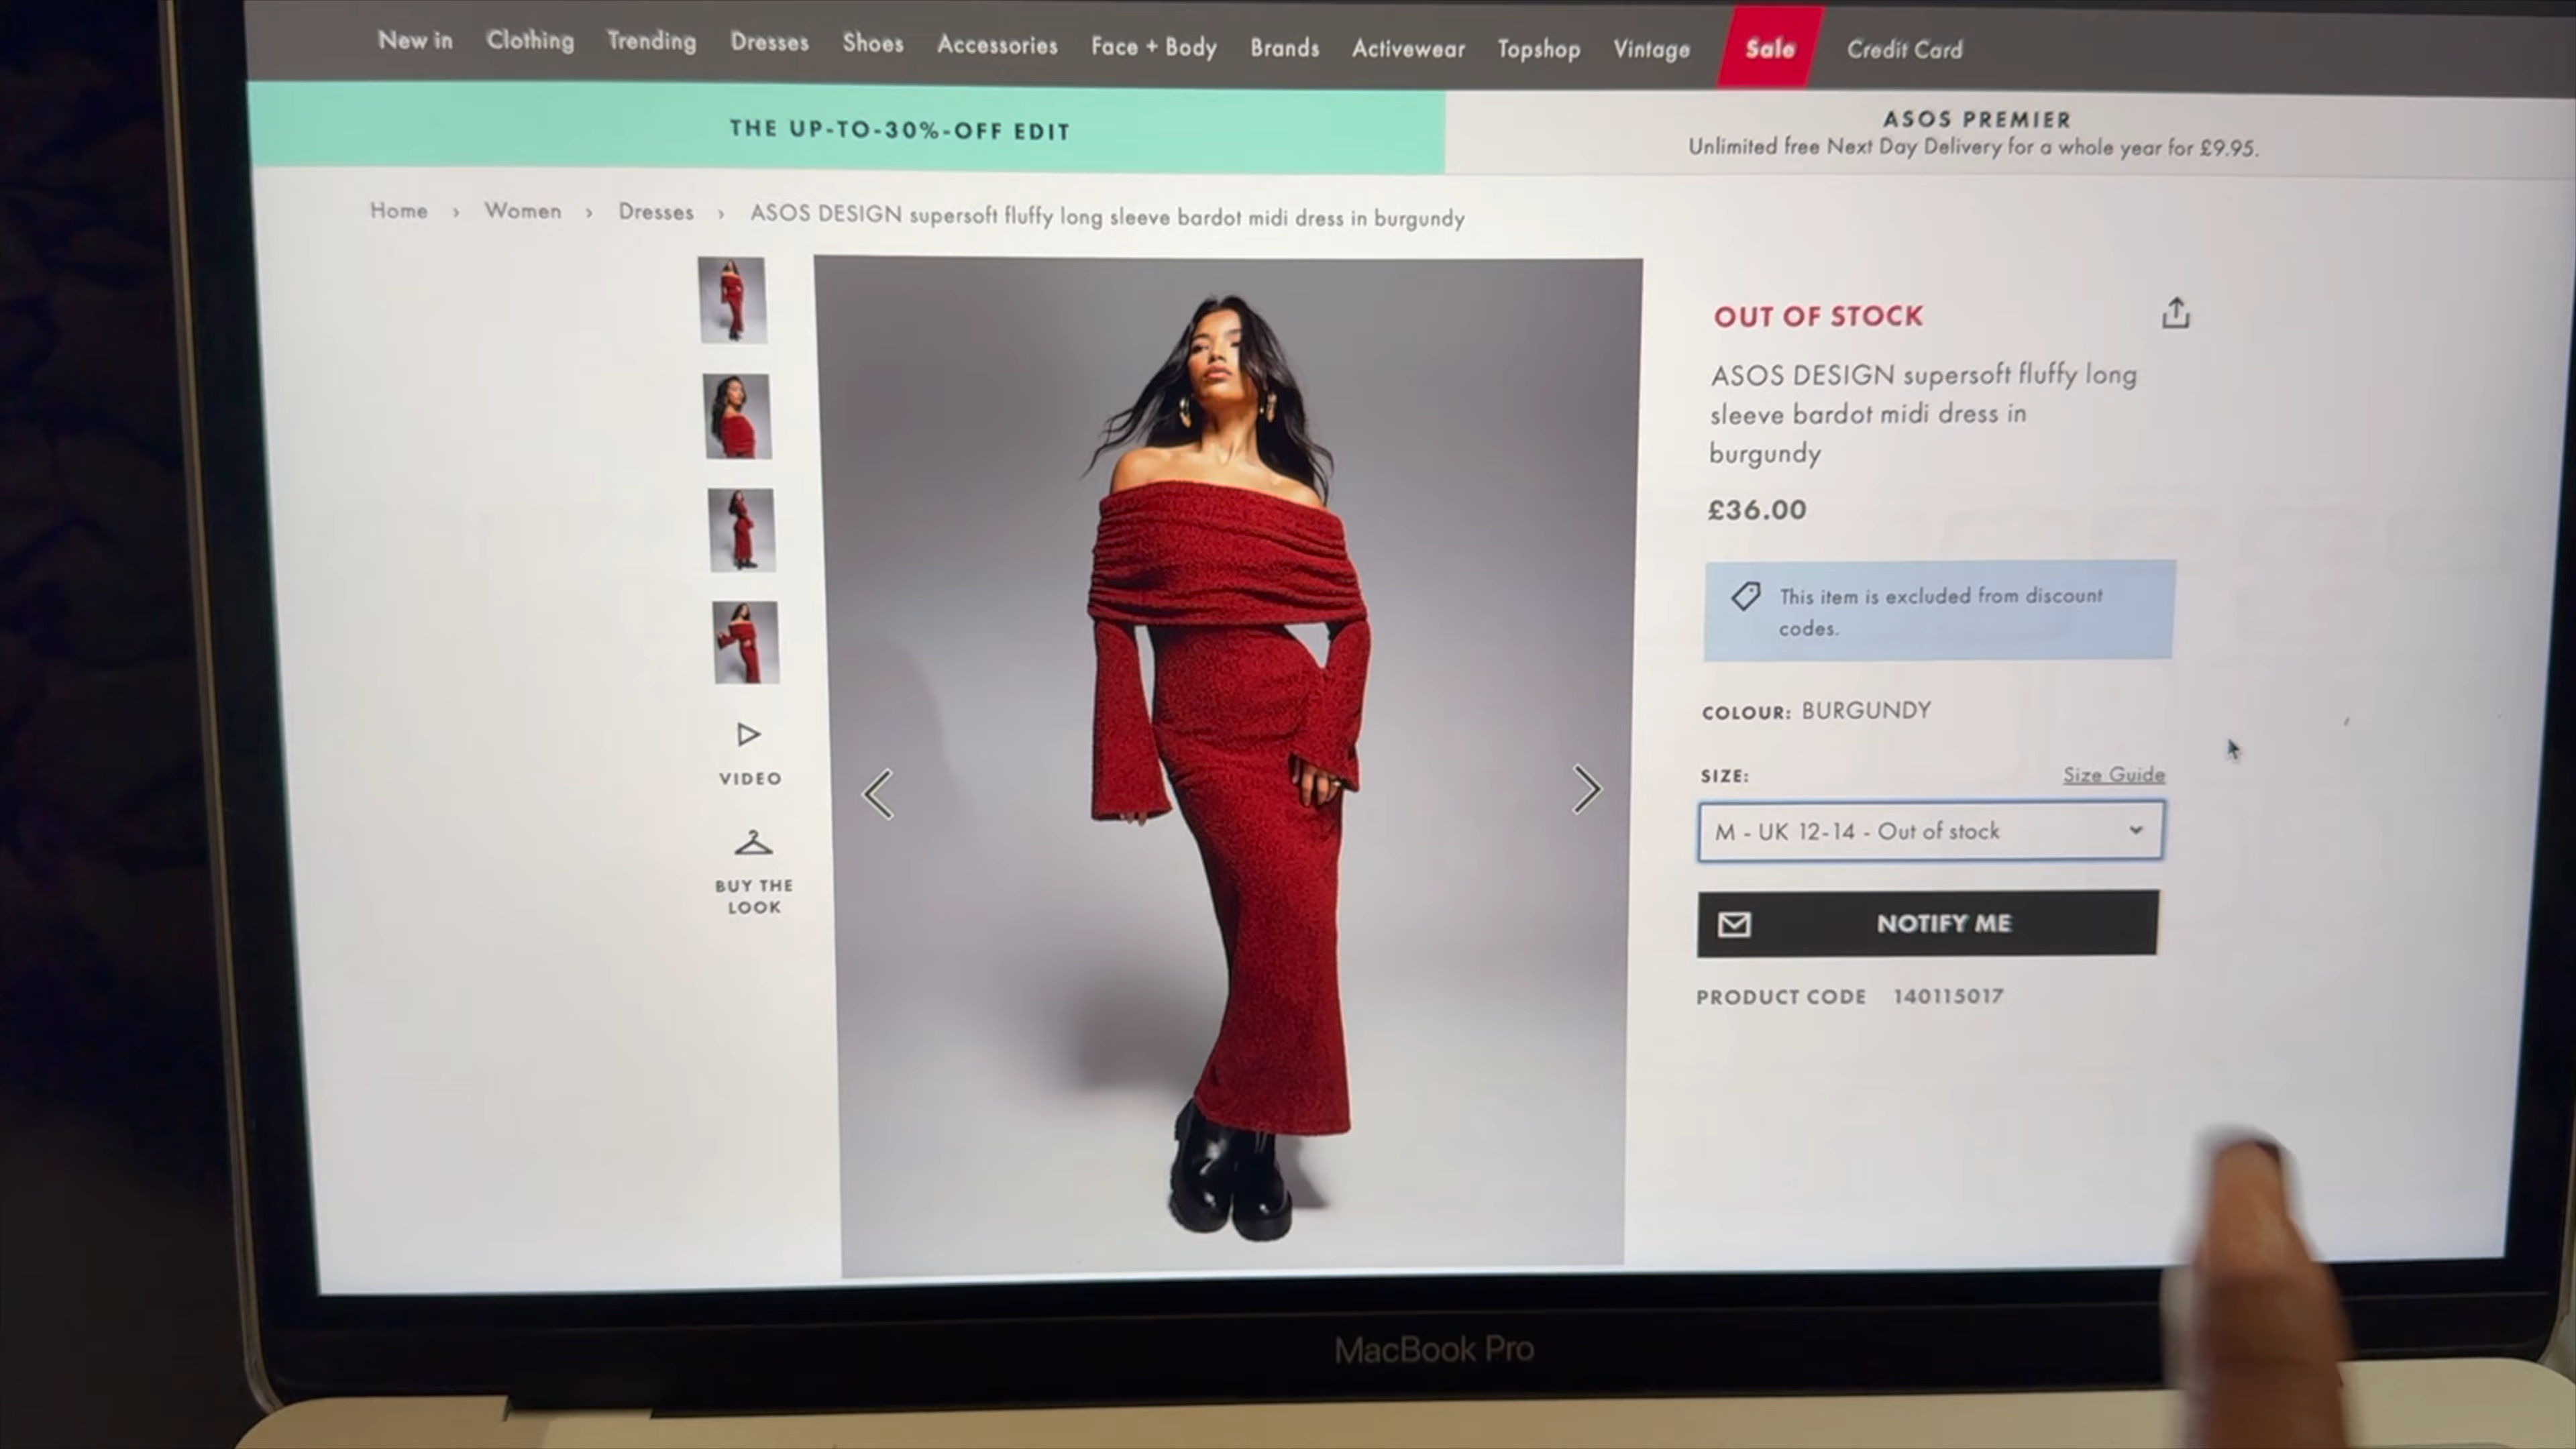 New in Clothing Trending Dresses Shoes Accessories Face + Body Brands Activewear Topshop Vintage Sale Credit Card
THE UP-TO-30%-OFF EDIT
ASOS PREMIER
Unlimited free Next Day Delivery for a whole year for £9.95.
Home › Women › Dresses › ASOS DESIGN supersoft fluffy long sleeve bardot midi dress in burgundy
OUT OF STOCK
ASOS DESIGN supersoft fluffy long
sleeve bardot midi dress in
burgundy
£36.00
This item is excluded from discount
codes.
COLOUR: BURGUNDY
SIZE: Size Guide
M - UK 12-14 - Out of stock
NOTIFY ME
PRODUCT CODE 140115017
VIDEO
BUY THE
LOOK
MacBook Pro